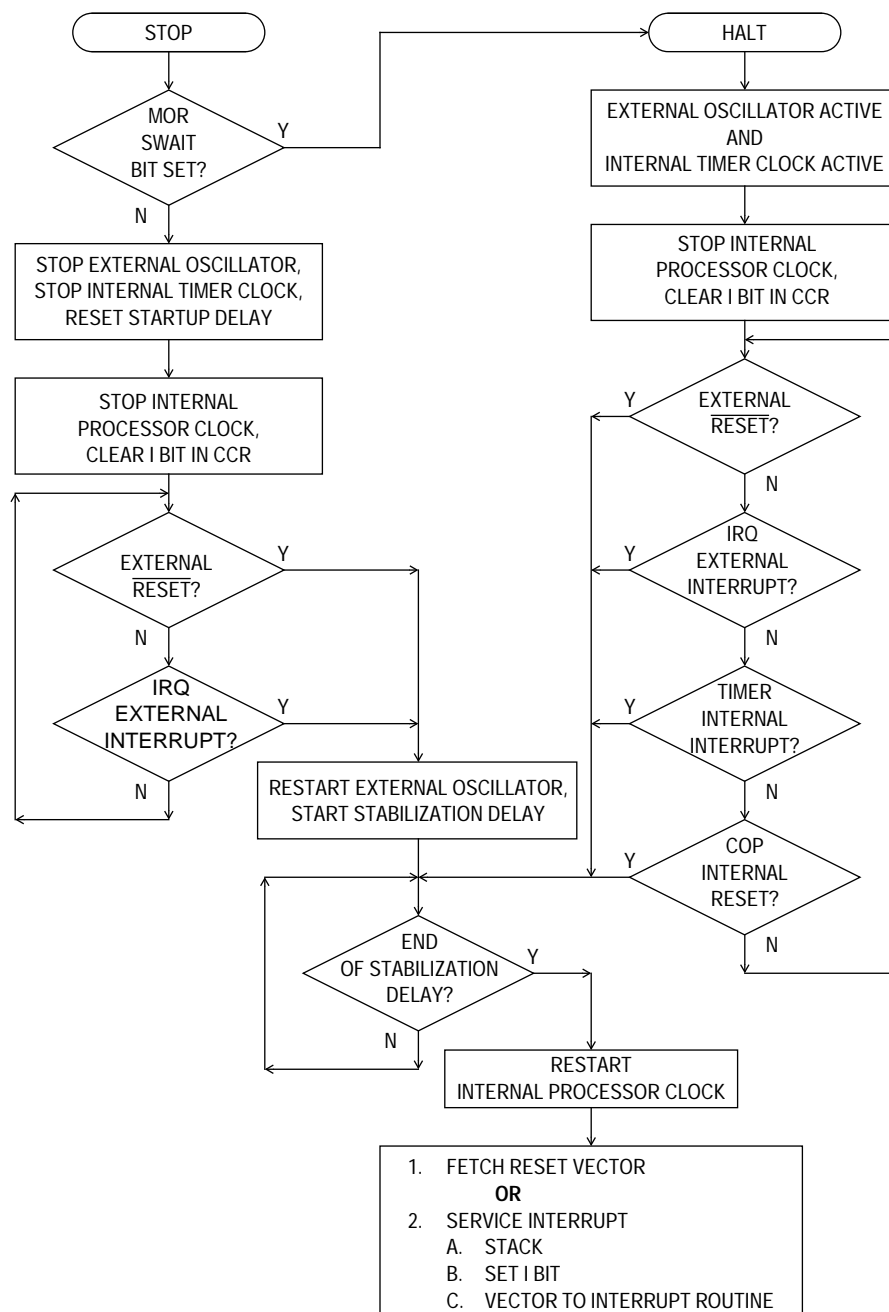 STOP
MOR
SWAIT
BIT SET?
Y
N
STOP EXTERNAL OSCILLATOR,
STOP INTERNAL TIMER CLOCK,
RESET STARTUP DELAY
STOP INTERNAL
PROCESSOR CLOCK,
CLEAR I BIT IN CCR
EXTERNAL
RESET?
Y
N
IRQ
EXTERNAL
INTERRUPT?
Y
N
HALT
EXTERNAL OSCILLATOR ACTIVE
AND
INTERNAL TIMER CLOCK ACTIVE
STOP INTERNAL
PROCESSOR CLOCK,
CLEAR I BIT IN CCR
EXTERNAL
RESET?
Y
N
IRQ
EXTERNAL
INTERRUPT?
Y
N
TIMER
INTERNAL
INTERRUPT?
Y
N
COP
INTERNAL
RESET?
Y
N
RESTART EXTERNAL OSCILLATOR,
START STABILIZATION DELAY
END
OF STABILIZATION
DELAY?
Y
N
RESTART
INTERNAL PROCESSOR CLOCK
1. FETCH RESET VECTOR
OR
2. SERVICE INTERRUPT
A. STACK
B. SET I BIT
C. VECTOR TO INTERRUPT ROUTINE